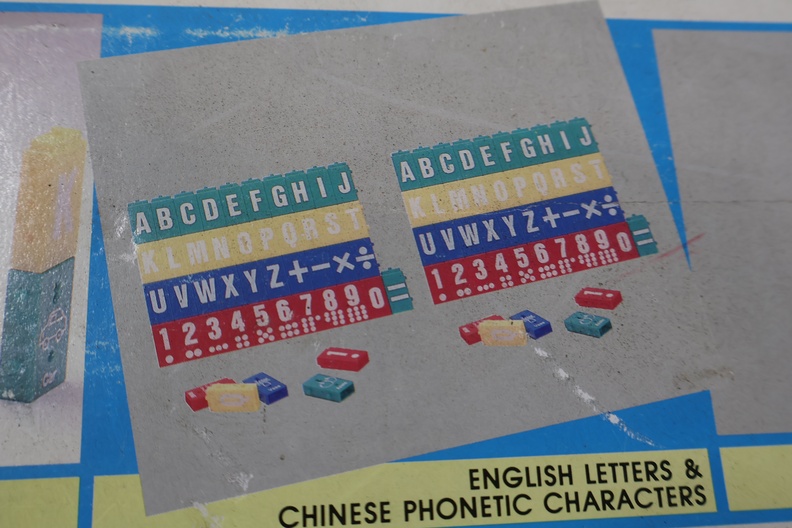 ABCDEFGHIJ
KLMNOPQRST
UVWXYZ+−×÷
1234567890=
ABCDEFGHIJ
KLMNOPQRST
UVWXYZ+−×÷
1234567890=
ENGLISH LETTERS &
CHINESE PHONETIC CHARACTERS